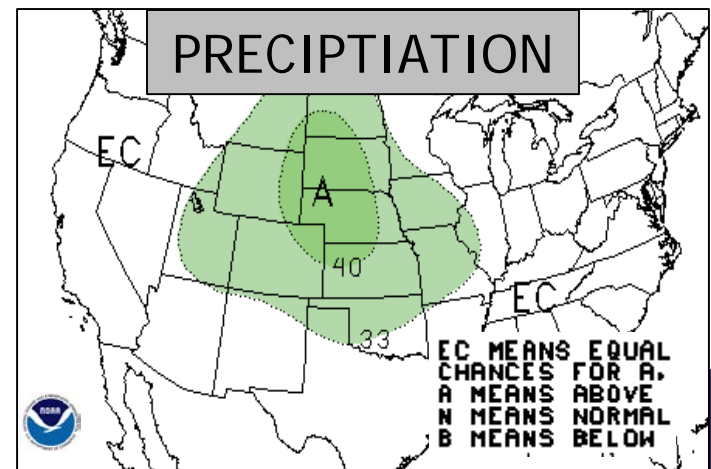 PRECIPTIATION
EC
A
40
EC
33
EC MEANS EQUAL
CHANCES FOR A,
A MEANS ABOVE
N MEANS NORMAL
B MEANS BELOW
NOAA